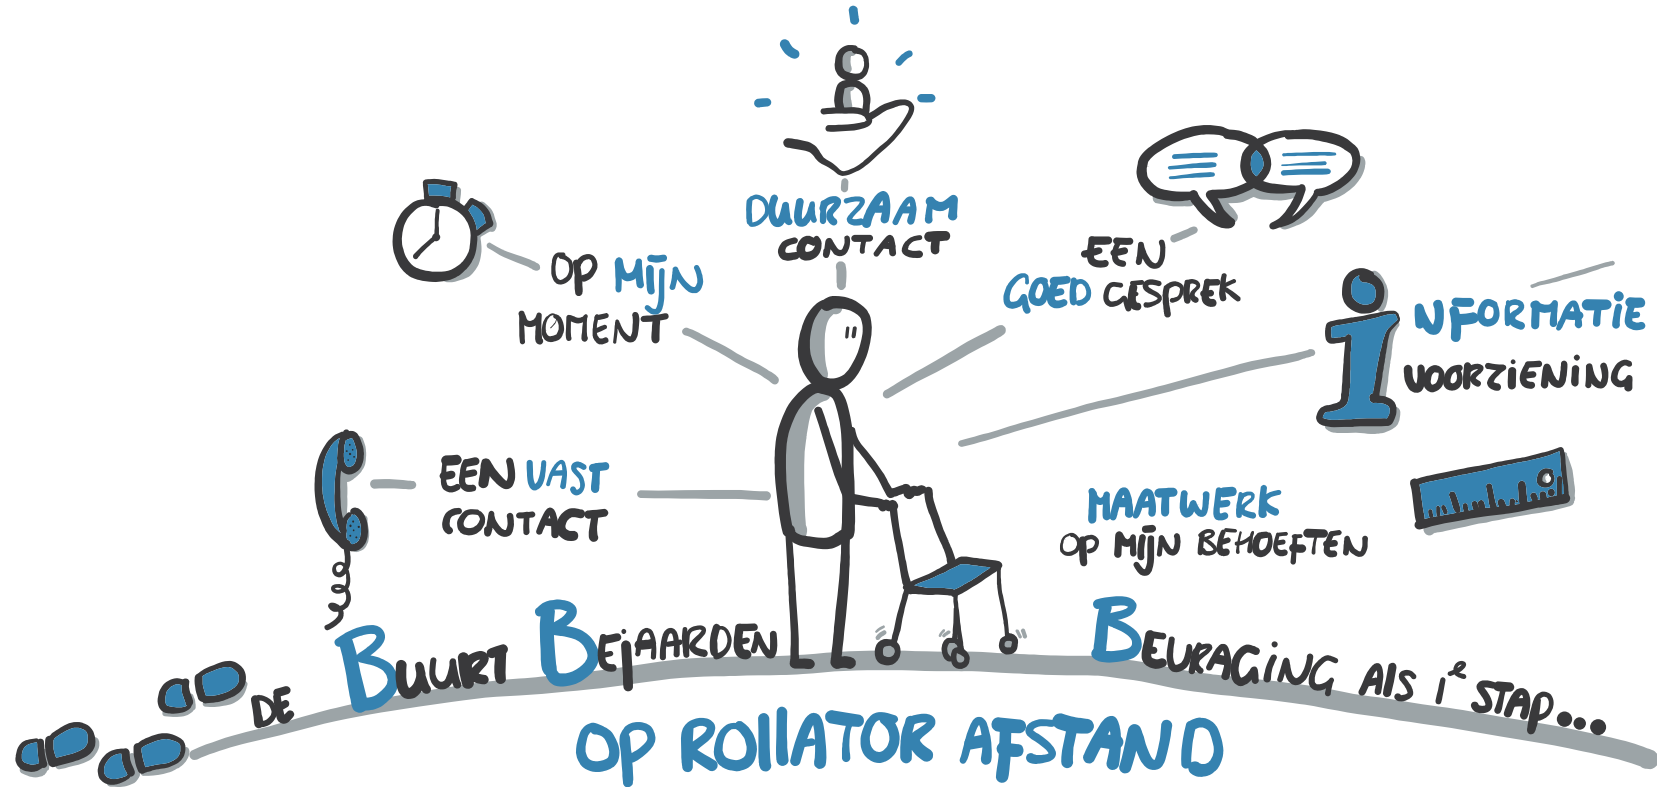 DUURZAAM
CONTACT
OP MIJN
MOMENT
EEN
GOED GESPREK
iNFORMATiE
VOORZiENiNG
EEN VAST
CONTACT
MAATWERK
OP MIJN BEHOEFTEN
DE BUURT BEjAARDEN BEVRAGiNG AlS 1e STAP...
OP ROllATOR AFSTAND